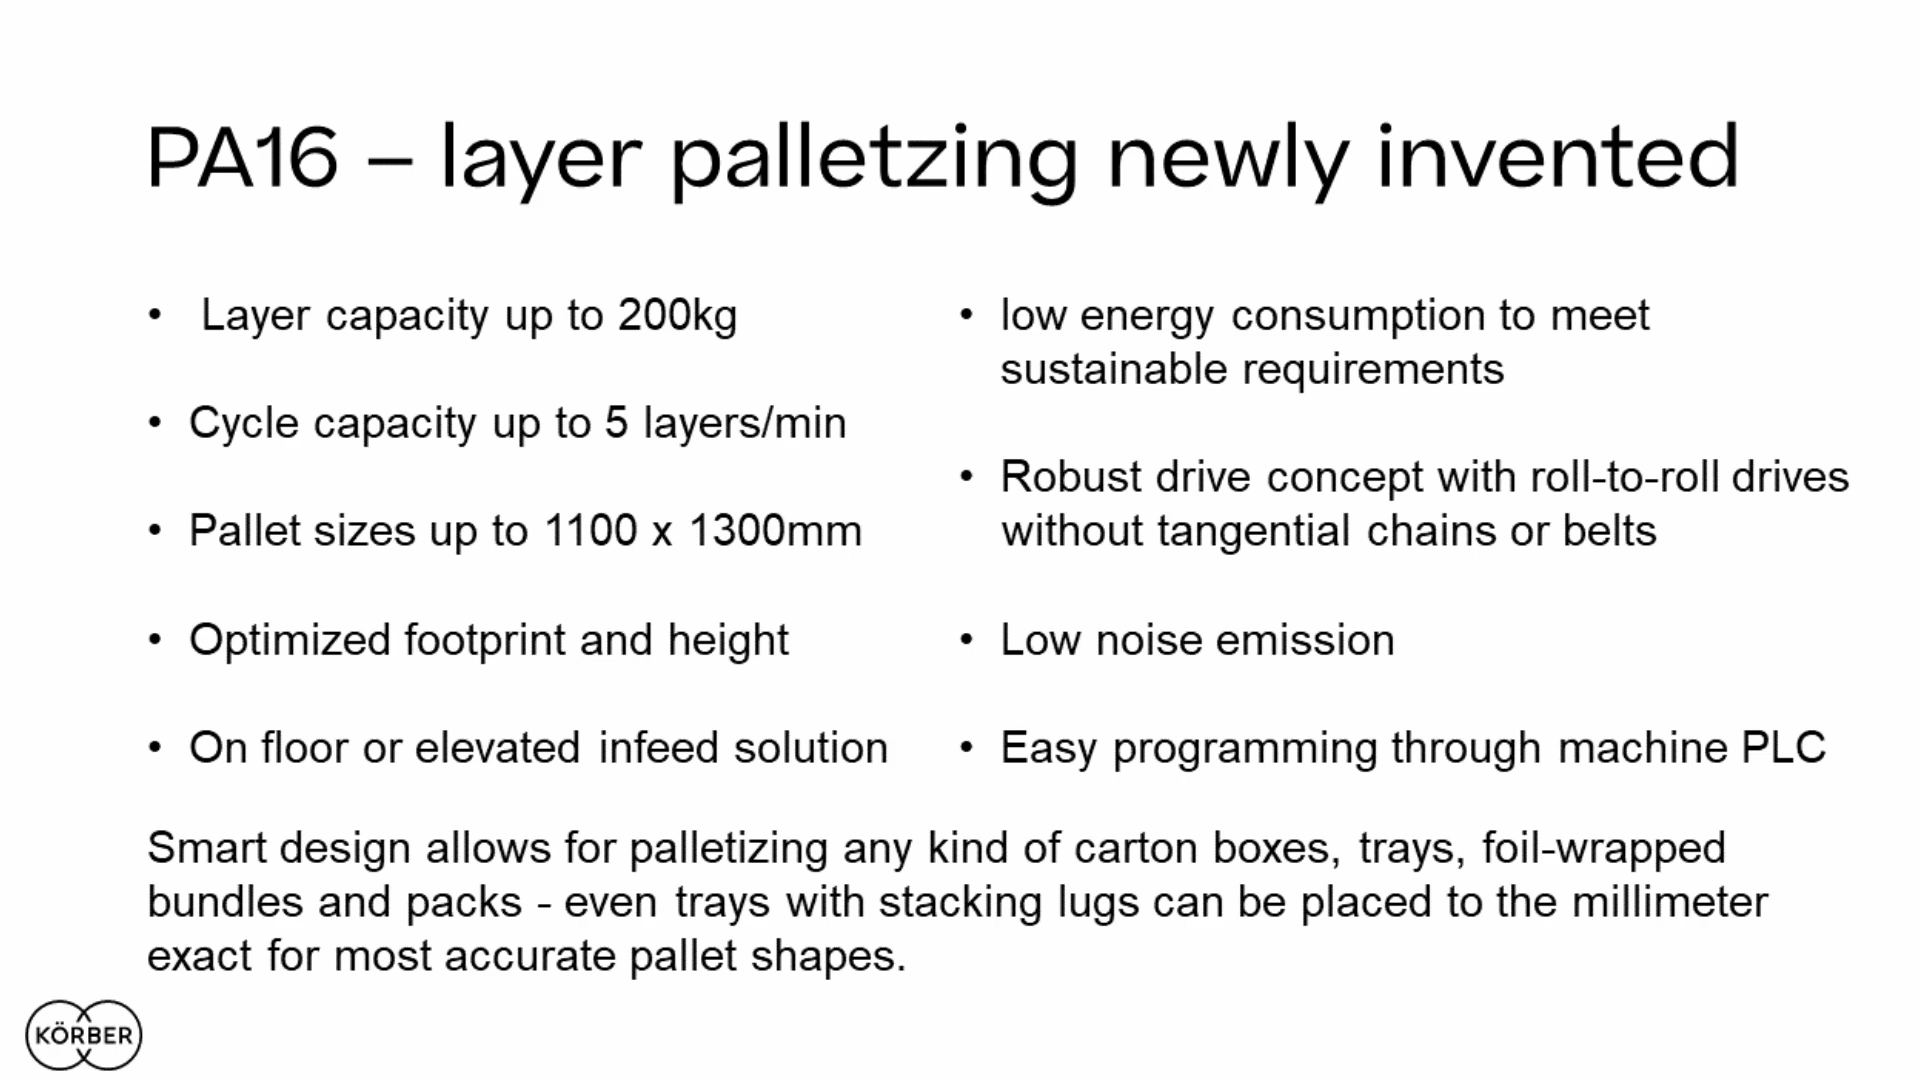 PA16 – layer palletzing newly invented
• Layer capacity up to 200kg
• Cycle capacity up to 5 layers/min
• Pallet sizes up to 1100 x 1300mm
• Optimized footprint and height
• On floor or elevated infeed solution
• low energy consumption to meet
sustainable requirements
• Robust drive concept with roll-to-roll drives
without tangential chains or belts
• Low noise emission
• Easy programming through machine PLC
Smart design allows for palletizing any kind of carton boxes, trays, foil-wrapped
bundles and packs - even trays with stacking lugs can be placed to the millimeter
exact for most accurate pallet shapes.
KÖRBER